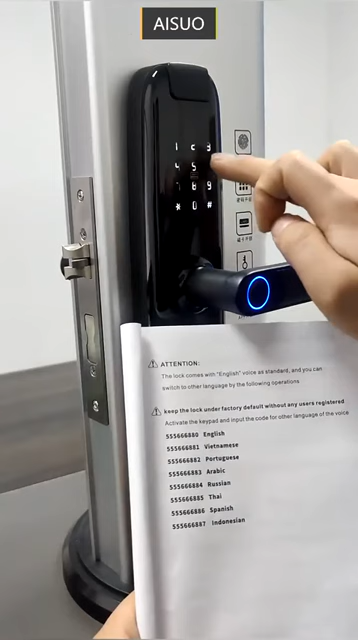 AISUO
1 2 3
4 5
7 8 9
* 0 #
ATTENTION:
The lock comes with "English" voice as standard, and you can
switch to other language by the following operations
keep the lock under factory default without any users registered
Activate the keypad and input the code for other language of the voice
555666880 English
555666881 Vietnamese
555666882 Portuguese
555666883 Arabic
555666884 Russian
555666885 Thai
555666886 Spanish
555666887 Indonesian